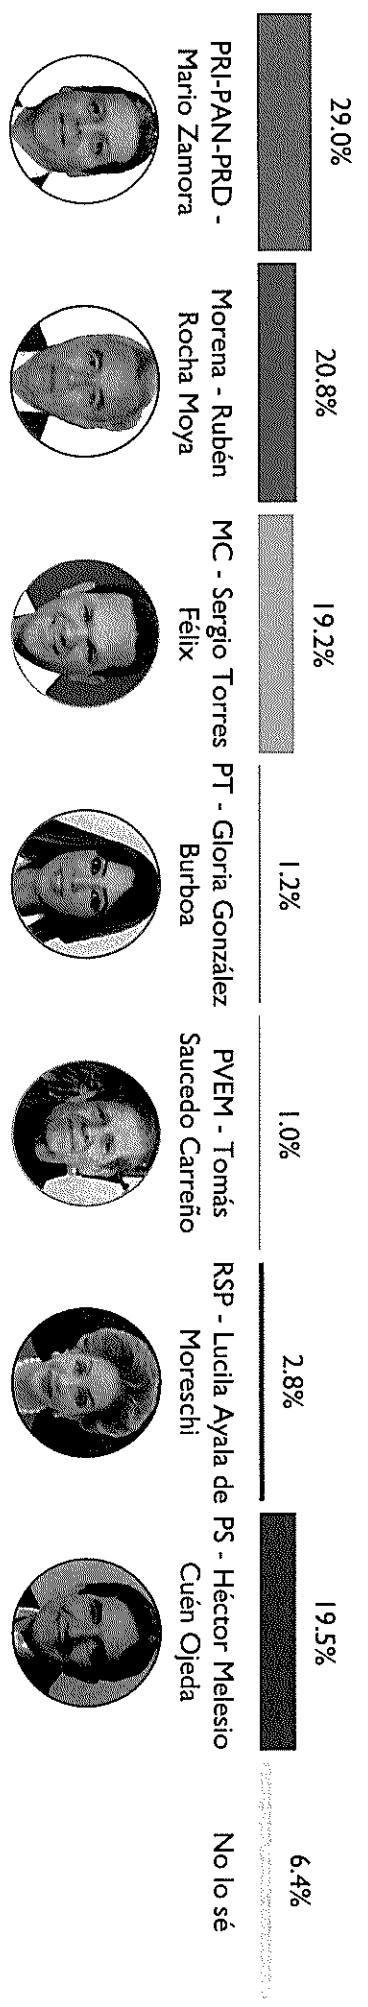 29.0%
PRI-PAN-PRD -
Mario Zamora
20.8%
Morena - Rubén
Rocha Moya
19.2%
MC - Sergio Torres
Félix
1.2%
PT - Gloria González
Burboa
1.0%
PVEM - Tomás
Saucedo Carreño
2.8%
RSP - Lucila Ayala de
Moreschi
19.5%
PS - Héctor Melesio
Cuén Ojeda
6.4%
No lo sé